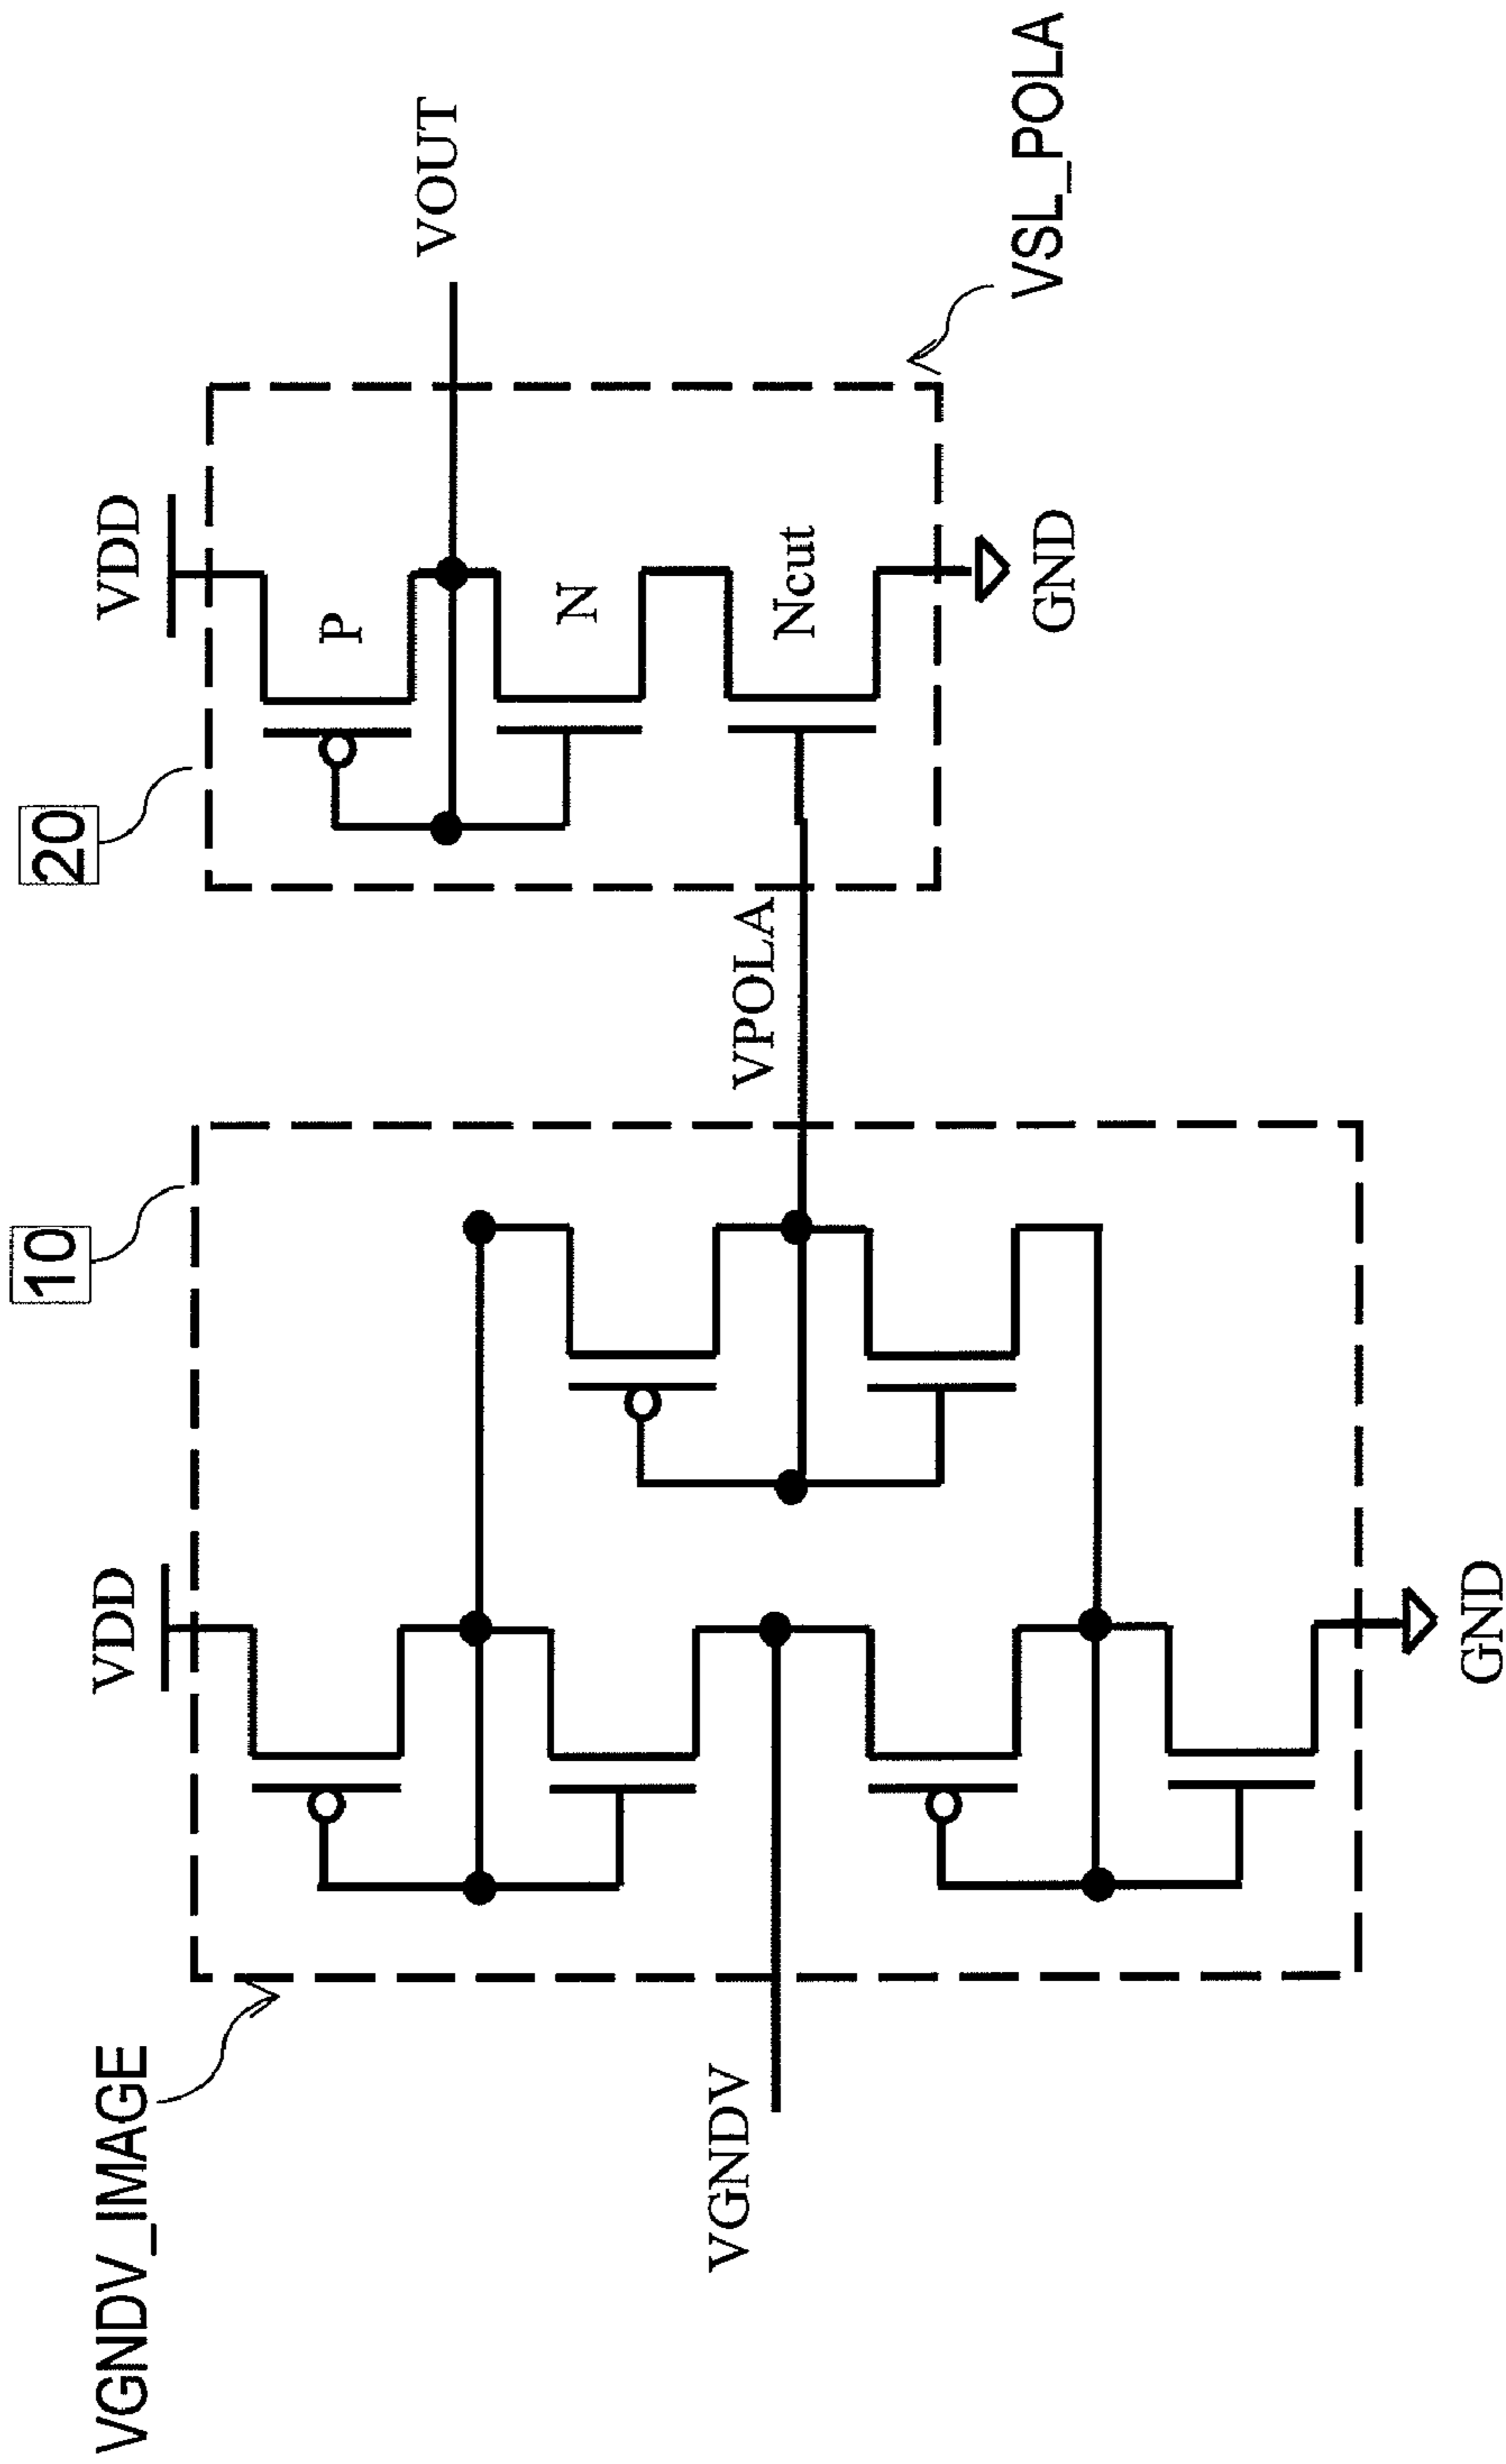 VGNDV_IMAGE
10
20
VDD
VDD
VOUT
P
N
VGNDV
VPOLA
Ncut
GND
GND
VSL_POLA